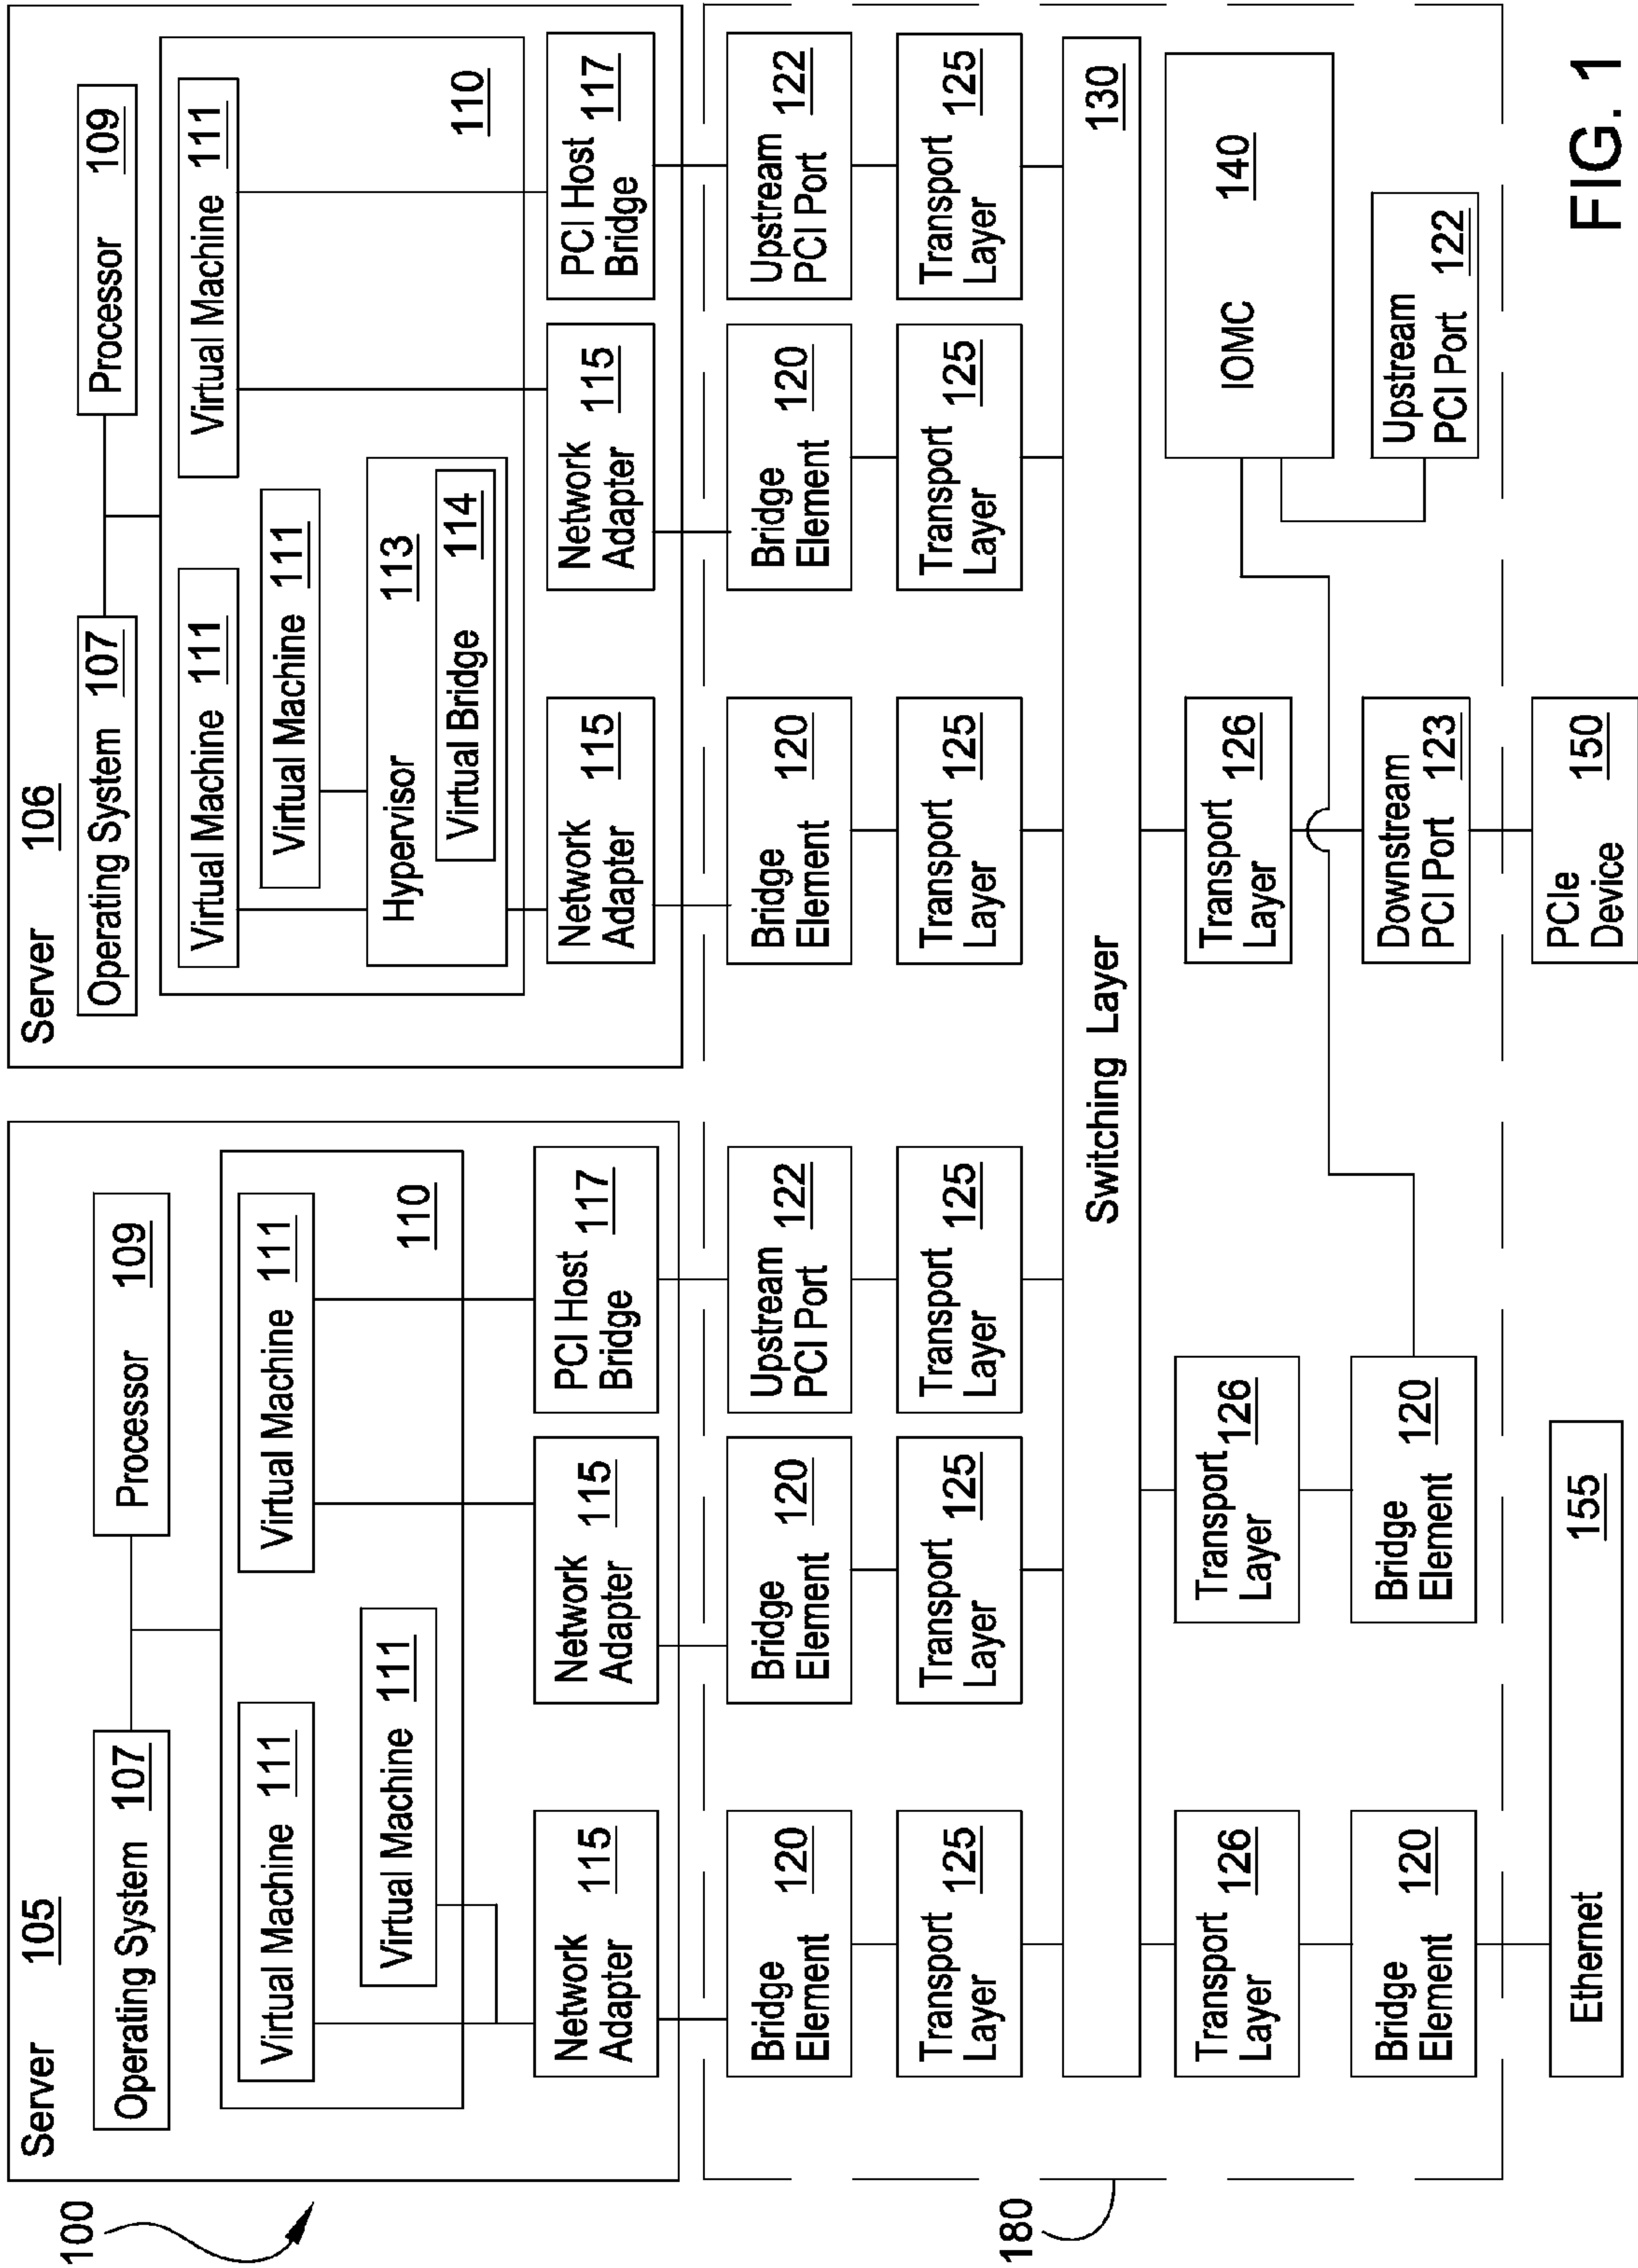 100
Server 105
Operating System 107
Processor 109
Virtual Machine 111
Virtual Machine 111
Virtual Machine 111
110
Network
Adapter 115
Network
Adapter 115
PCI Host
Bridge 117
Server 106
Operating System 107
Processor 109
Virtual Machine 111
Virtual Machine 111
Virtual Machine 111
Hypervisor 113
Virtual Bridge 114
110
Network
Adapter 115
Network
Adapter 115
PCI Host
Bridge 117
180
Bridge
Element 120
Bridge
Element 120
Upstream
PCI Port 122
Bridge
Element 120
Bridge
Element 120
Upstream
PCI Port 122
Transport
Layer 125
Transport
Layer 125
Transport
Layer 125
Transport
Layer 125
Transport
Layer 125
Transport
Layer 125
Switching Layer 130
Transport
Layer 126
Transport
Layer 126
Transport
Layer 126
IOMC 140
Bridge
Element 120
Bridge
Element 120
Downstream
PCI Port 123
Upstream
PCI Port 122
Ethernet 155
PCIe
Device 150
FIG. 1